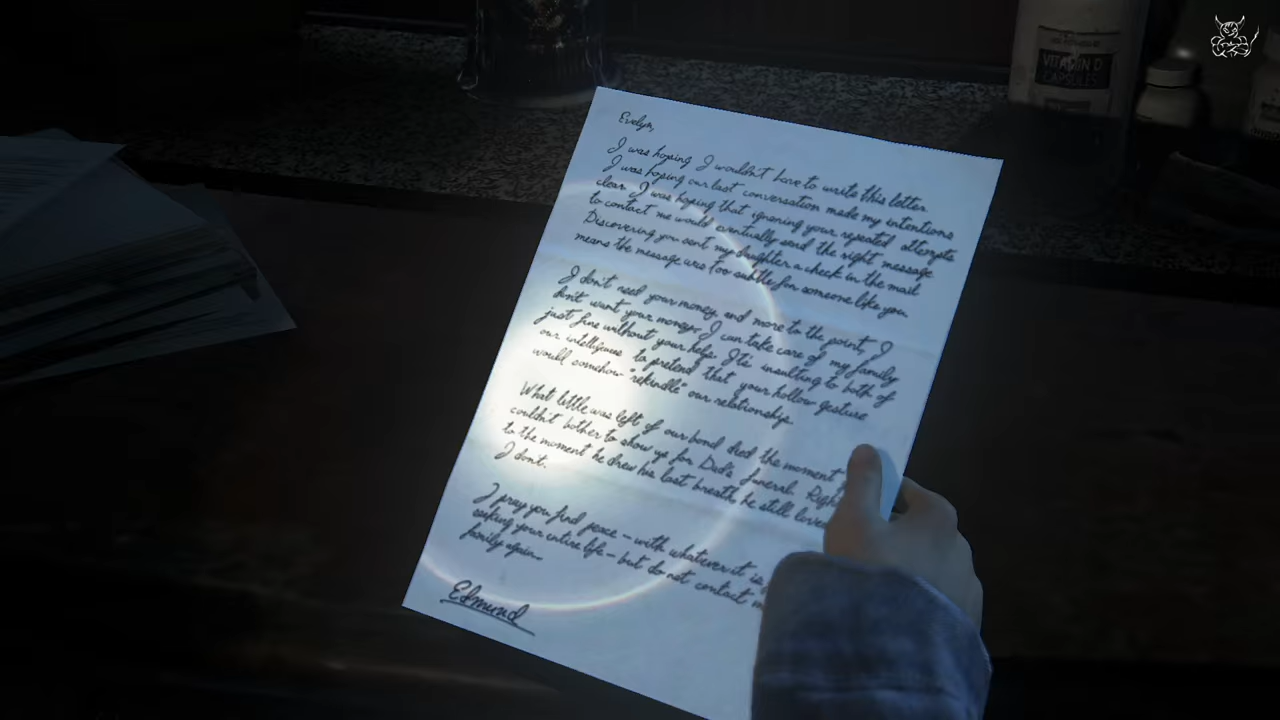 Evelyn,
I was hoping I wouldn't have to write this letter.
I was hoping our last conversation made my intentions
clear. I was hoping that ignoring your repeated attempts
to contact me would eventually send the right message
Discovering you sent my daughter a check in the mail
means the message was too subtle for someone like you.
I don't need your money, and more to the point, I
don't want your money. I can take care of my family
just fine without your help. It's insulting to both of
our intelligence to pretend that your hollow gesture
would somehow "rekindle" our relationship.
What little was left of our bond died the moment
couldn't bother to show up for Dad's funeral. Right
to the moment he drew his last breath, he still loved
I don't.
I pray you find peace - with whatever it is
seeking your entire life - but do not contact
family again.
Edmund
VITAMIN D
CAPSULES